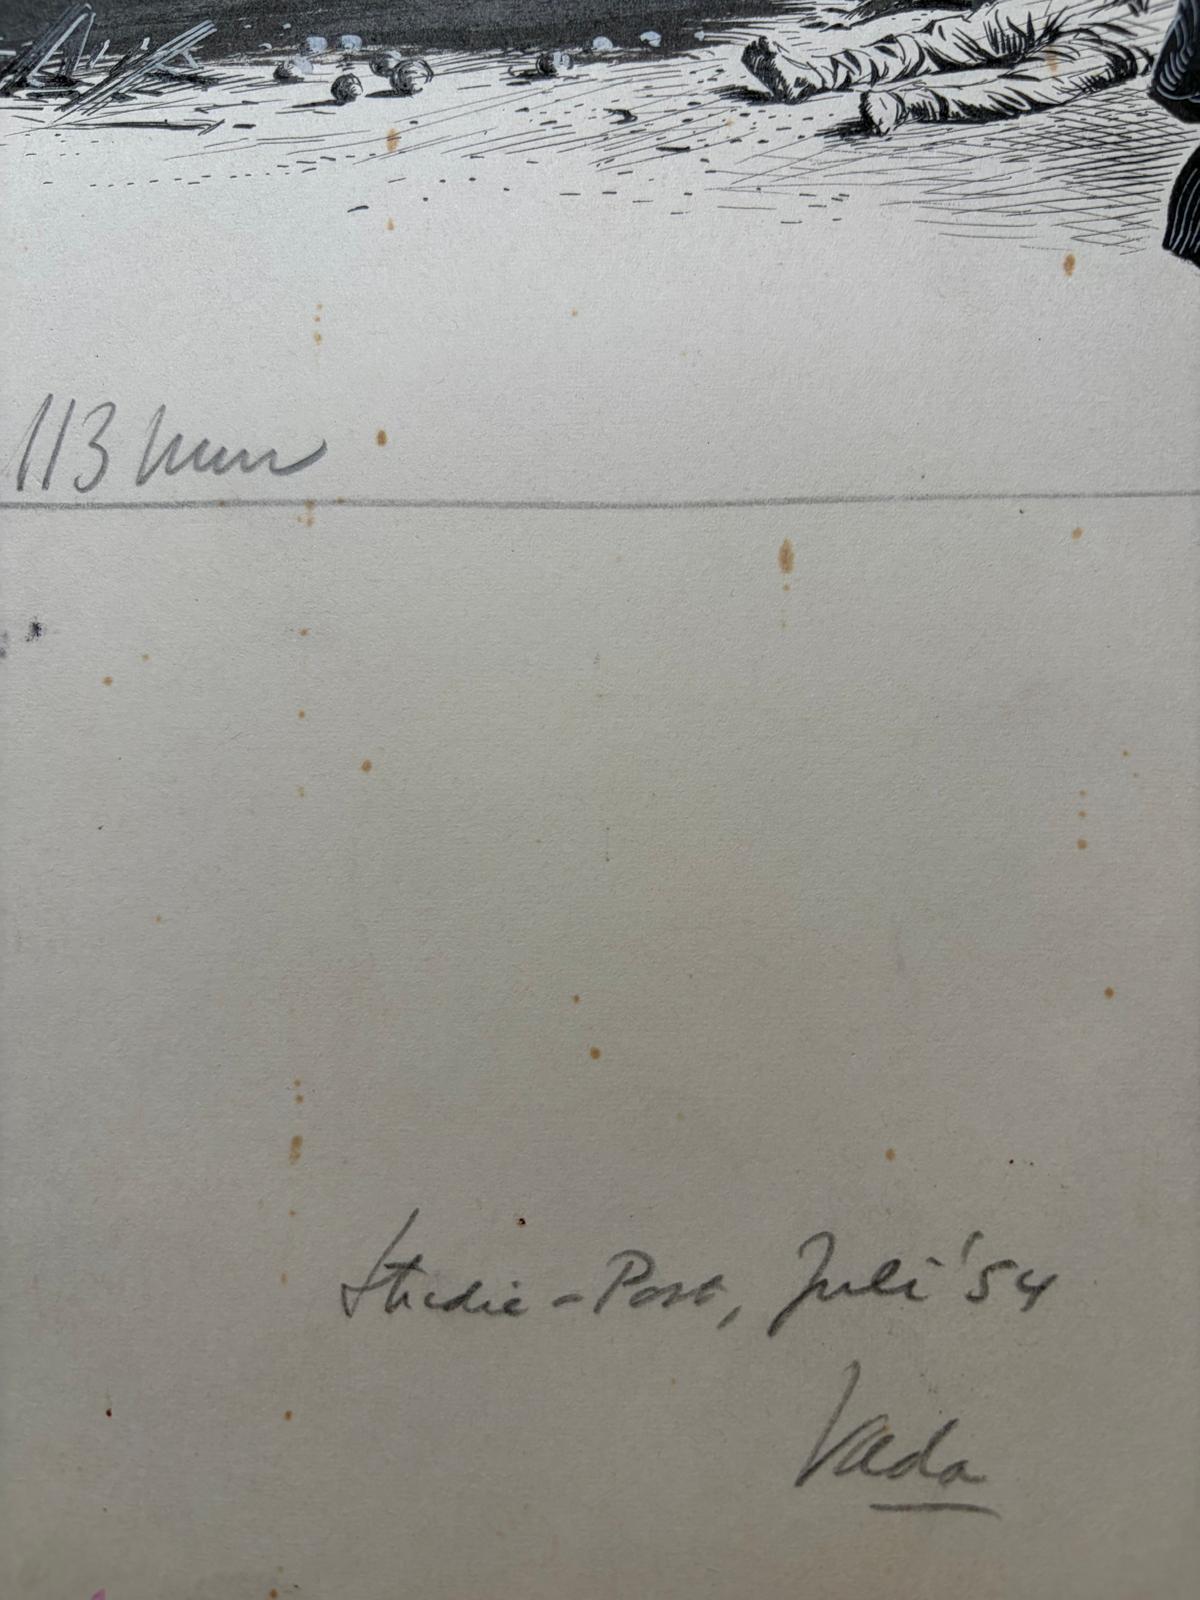 113 mm
Studie-Post, Juli '54
Vada